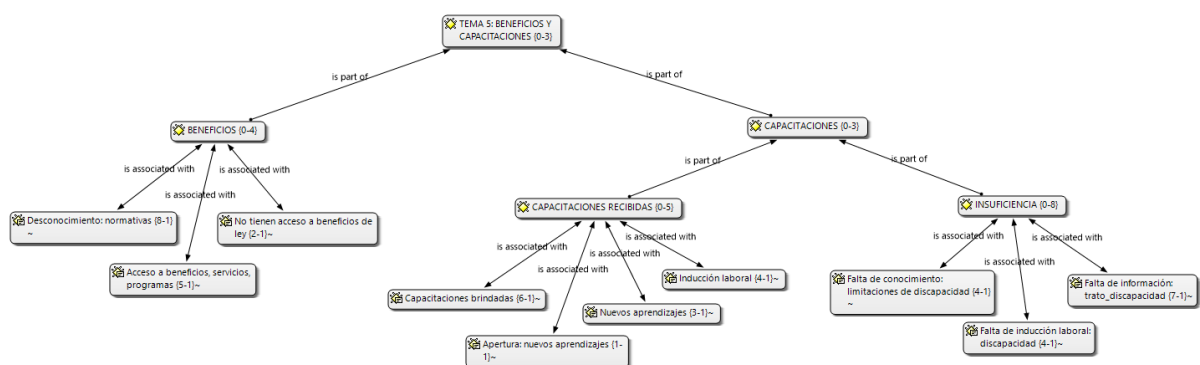 TEMA 5: BENEFICIOS Y
CAPACITACIONES {0-3}
is part of
is part of
BENEFICIOS {0-4}
CAPACITACIONES {0-3}
is associated with
is associated with
is associated with
is part of
is part of
Desconocimiento: normativas {8-1}
~
No tienen acceso a beneficios de
ley {2-1}~
Acceso a beneficios, servicios,
programas {5-1}~
CAPACITACIONES RECIBIDAS {0-5}
INSUFICIENCIA {0-8}
is associated with
is associated with
is associated with
is associated with
is associated with
is associated with
is associated with
Capacitaciones brindadas {6-1}~
Inducción laboral {4-1}~
Nuevos aprendizajes {3-1}~
Apertura: nuevos aprendizajes {1-
1}~
Falta de conocimiento:
limitaciones de discapacidad {4-1}
~
Falta de información:
trato_discapacidad {7-1}~
Falta de inducción laboral:
discapacidad {4-1}~